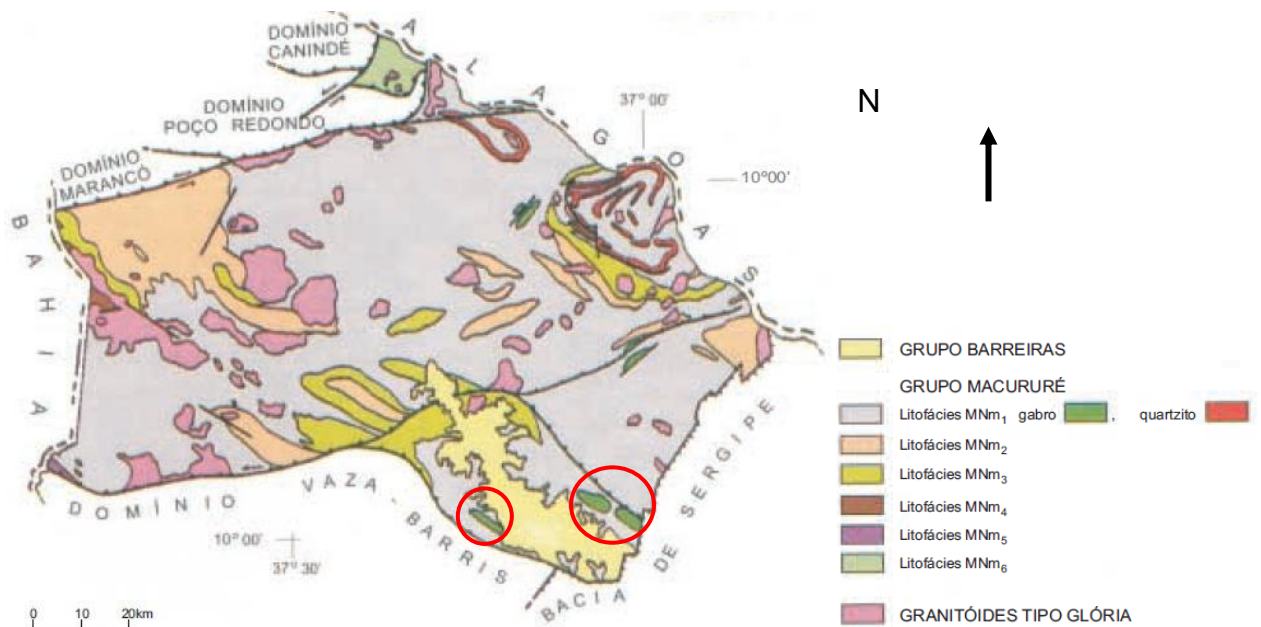 DOMÍNIO
CANINDÉ
ALAGOAS
DOMÍNIO
POÇO REDONDO
37° 00'
N
10°00'
DOMÍNIO
MARANCÓ
BAHIA
GRUPO BARREIRAS
GRUPO MACURURÉ
Litofácies MNm₁ gabro , quartzito
Litofácies MNm₂
Litofácies MNm₃
Litofácies MNm₄
Litofácies MNm₅
Litofácies MNm₆
GRANITÓIDES TIPO GLÓRIA
DOMÍNIO VAZA-BARRIS
BACIA DE SERGIPE
10° 00'
37° 30'
0 10 20km